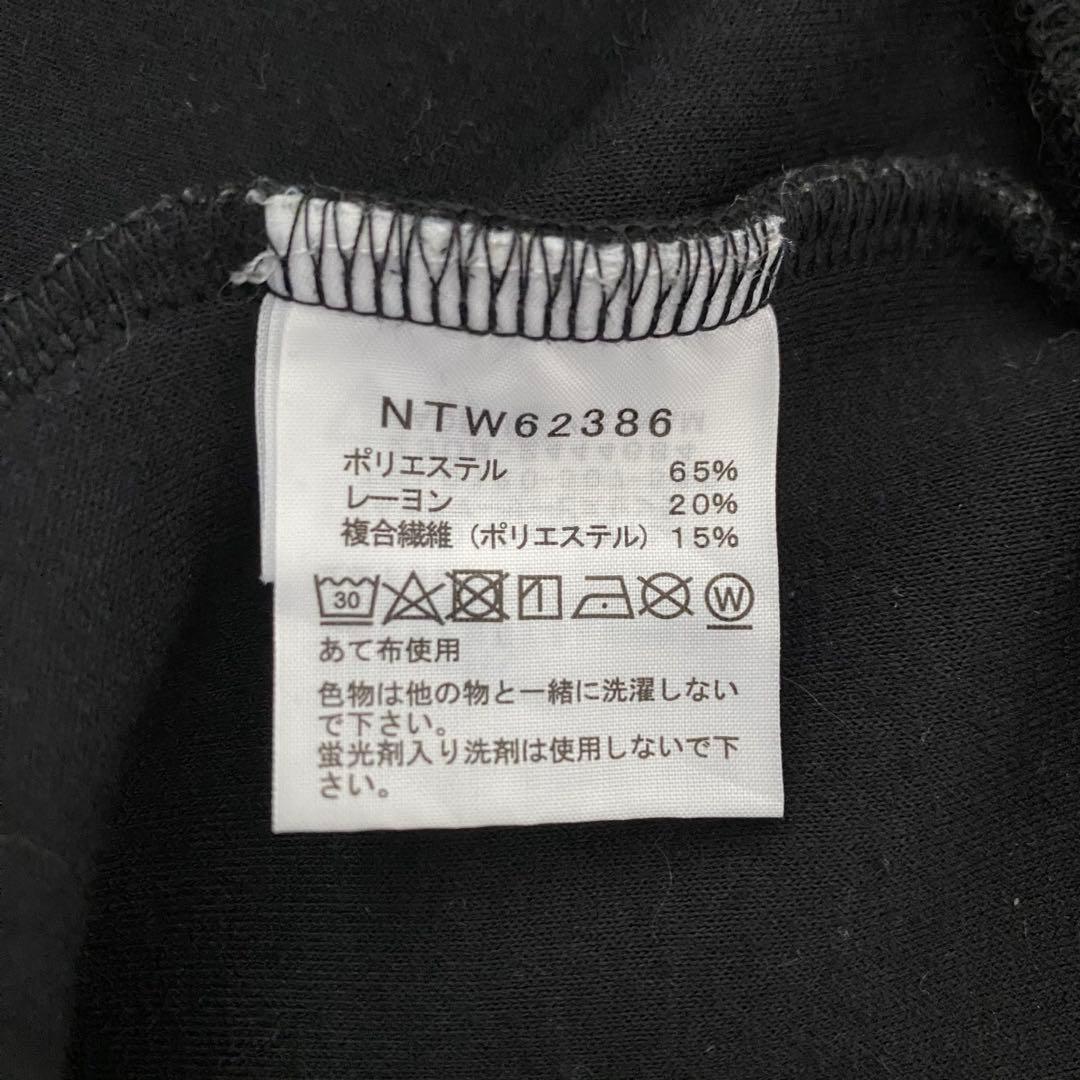 NTW62386
ポリエステル 65%
レーヨン 20%
複合繊維(ポリエステル) 15%
30 W
あて布使用
色物は他の物と一緒に洗濯しない
で下さい。
蛍光剤入り洗剤は使用しないで下
さい。